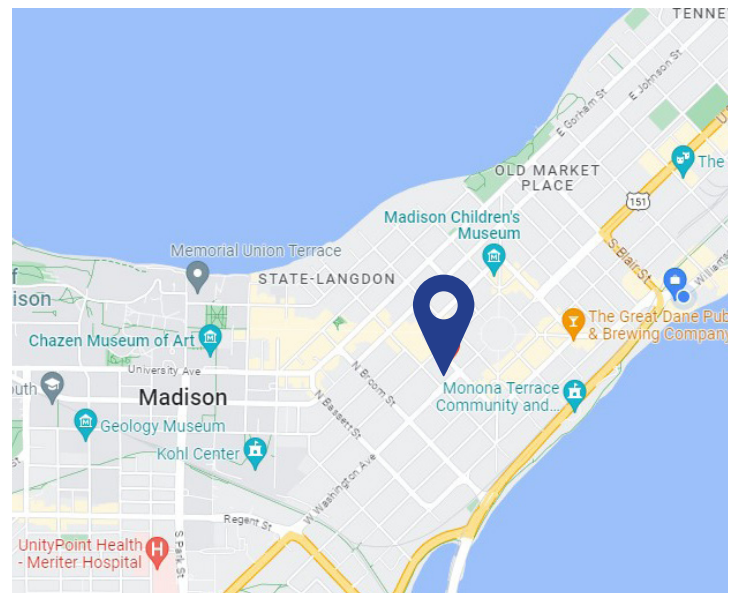 TENNE
E Johnson St
E Gorham St
OLD MARKET
PLACE
The
151
Madison Children's
Museum
S Blair St
Memorial Union Terrace
STATE-LANGDON
f
ison
Williams
The Great Dane Pub
& Brewing Company
Chazen Museum of Art
University Ave
N Broom St
outh
Madison
Monona Terrace
Community and...
N Bassett St
Geology Museum
Kohl Center
W Washington Ave
Regent St
S Park St
UnityPoint Health
- Meriter Hospital
H